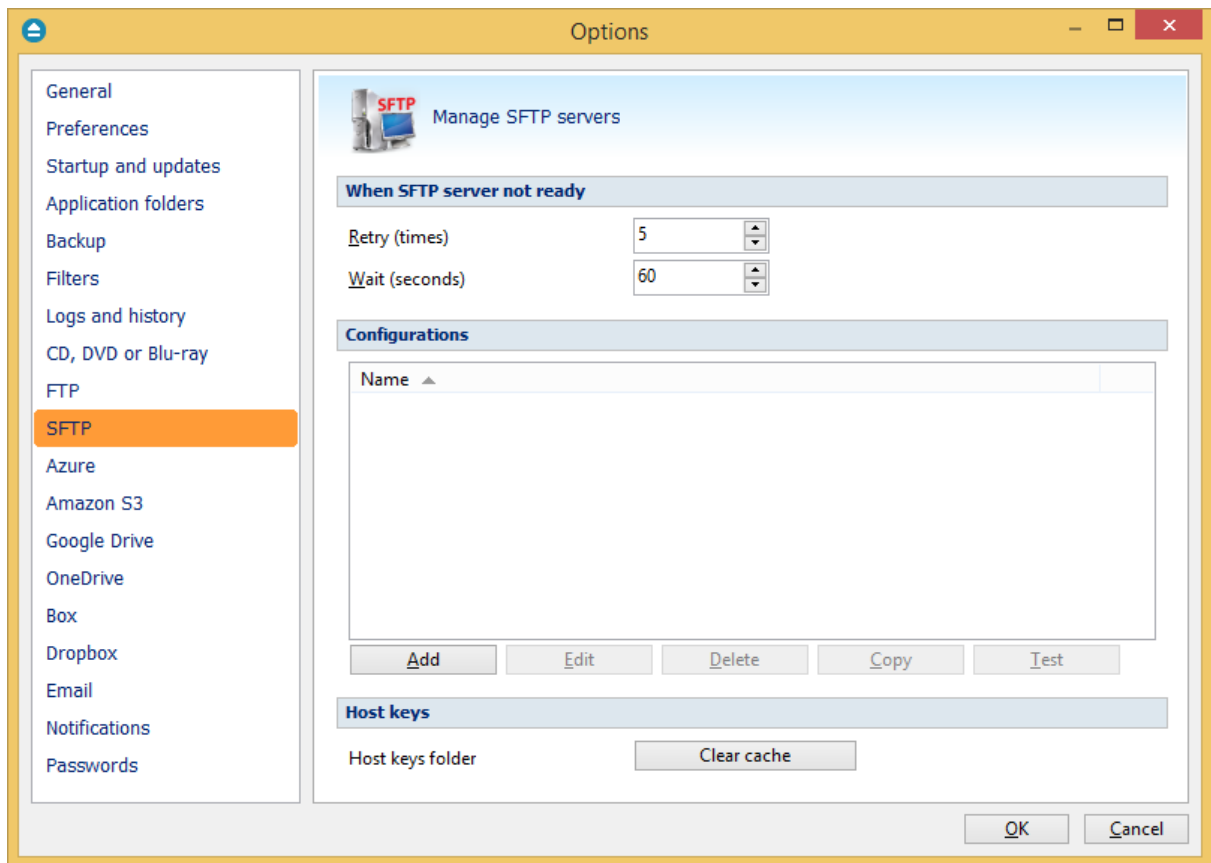 Options
General
Preferences
Startup and updates
Application folders
Backup
Filters
Logs and history
CD, DVD or Blu-ray
FTP
SFTP
Azure
Amazon S3
Google Drive
OneDrive
Box
Dropbox
Email
Notifications
Passwords
SFTP
Manage SFTP servers
When SFTP server not ready
Retry (times) 5
Wait (seconds) 60
Configurations
Name
Add Edit Delete Copy Test
Host keys
Host keys folder Clear cache
OK Cancel